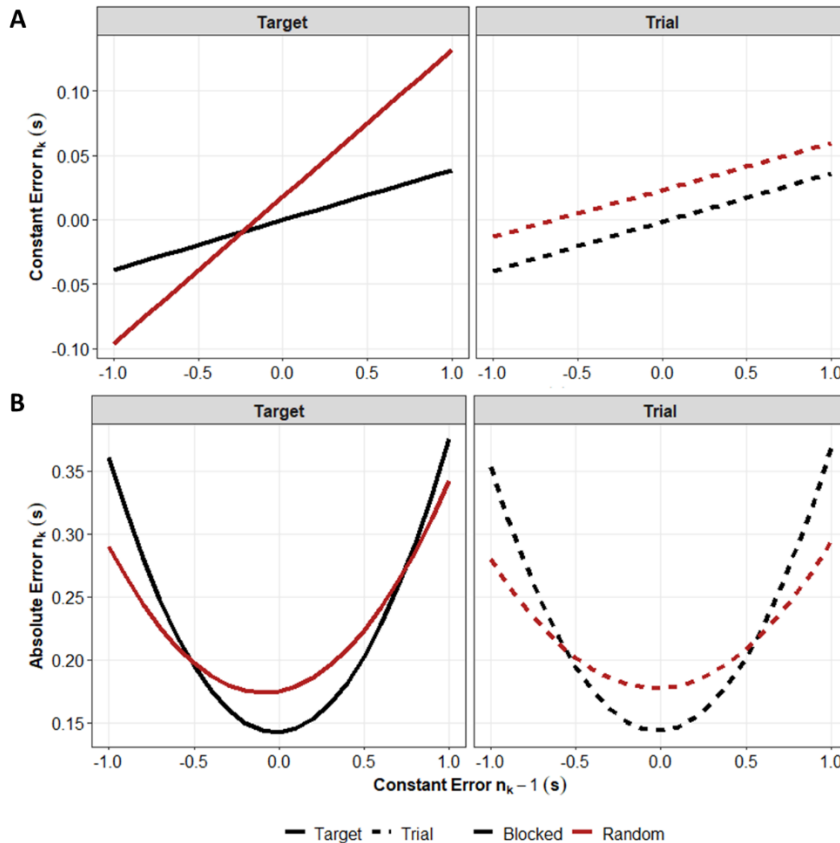 A
Target Trial
Constant Error nₖ (s)
0.10
0.05
0.00
-0.05
-0.10
-1.0 -0.5 0.0 0.5 1.0 -1.0 -0.5 0.0 0.5 1.0
B
Target Trial
Absolute Error nₖ (s)
0.35
0.30
0.25
0.20
0.15
-1.0 -0.5 0.0 0.5 1.0 -1.0 -0.5 0.0 0.5 1.0
Constant Error nₖ – 1 (s)
Target Trial Blocked Random